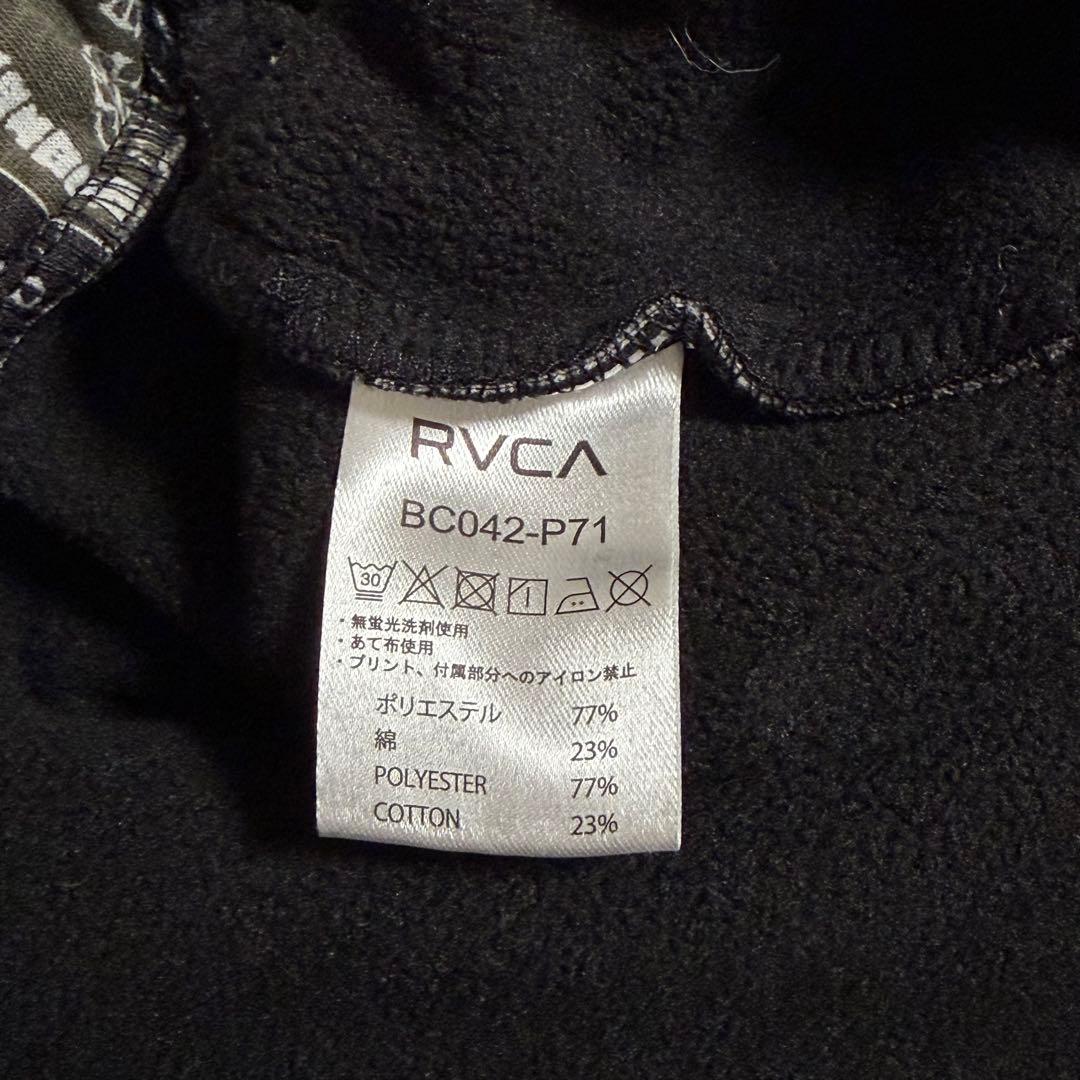 RVCA
BC042-P71
30
・無蛍光洗剤使用
・あて布使用
・プリント、付属部分へのアイロン禁止
ポリエステル 77%
綿 23%
POLYESTER 77%
COTTON 23%